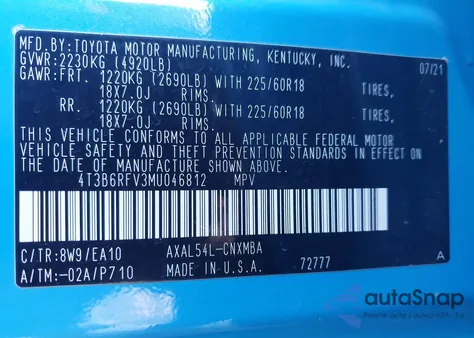 MFD.BY:TOYOTA MOTOR MANUFACTURING, KENTUCKY, INC.
GVWR:2230KG (4920LB) 07/21
GAWR:FRT. 1220KG (2690LB) WITH 225/60R18 TIRES,
18X7.0J RIMS.
RR. 1220KG (2690LB) WITH 225/60R18 TIRES,
18X7.0J RIMS.
THIS VEHICLE CONFORMS TO ALL APPLICABLE FEDERAL MOTOR
VEHICLE SAFETY AND THEFT PREVENTION STANDARDS IN EFFECT ON
THE DATE OF MANUFACTURE SHOWN ABOVE.
4T3B6RFV3MU046812 MPV
C/TR:8W9/EA10 AXAL54L-CNXMBA
A/TM:-02A/P710 MADE IN U.S.A. 72777 A
autoSnap